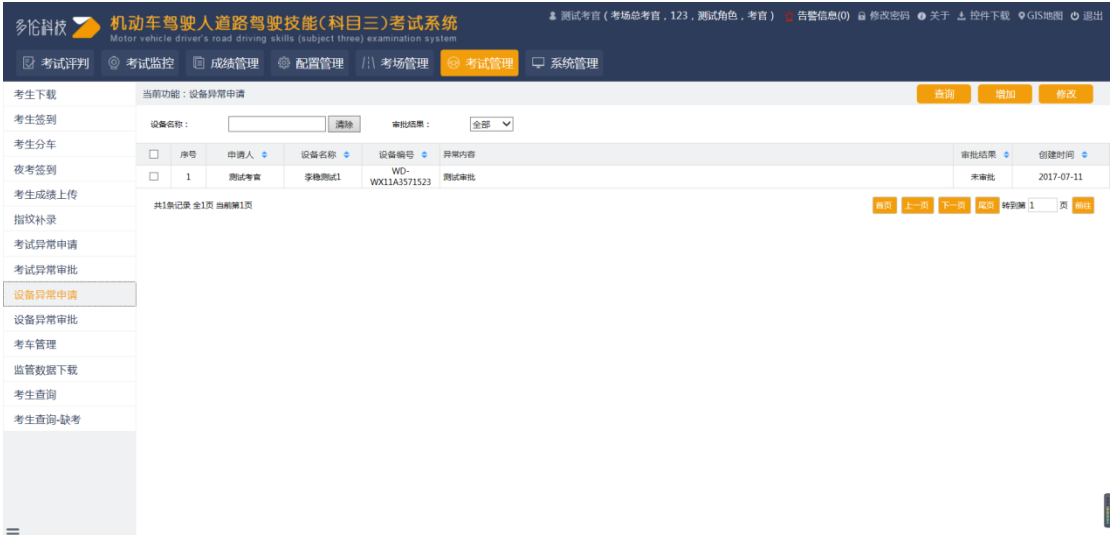 多伦科技 机动车驾驶人道路驾驶技能(科目三)考试系统
Motor vehicle driver's road driving skills (subject three) examination system
测试考官 ( 考场总考官 , 123 , 测试角色 , 考官 ) 告警信息(0) 修改密码 关于 控件下载 GIS地图 退出
考试评判 考试监控 成绩管理 配置管理 考场管理 考试管理 系统管理
考生下载
考生签到
考生分车
夜考签到
考生成绩上传
指纹补录
考试异常申请
考试异常审批
设备异常申请
设备异常审批
考车管理
监管数据下载
考生查询
考生查询-缺考
当前功能 : 设备异常申请 查询 增加 修改
设备名称 : 清除 审批结果 : 全部
序号 申请人 设备名称 设备编号 异常内容 审批结果 创建时间
1 测试考官 李稳测试1 WD-WX11A3571523 测试审批 未审批 2017-07-11
共1条记录 全1页 当前第1页 首页 上一页 下一页 尾页 转到第 1 页 前往